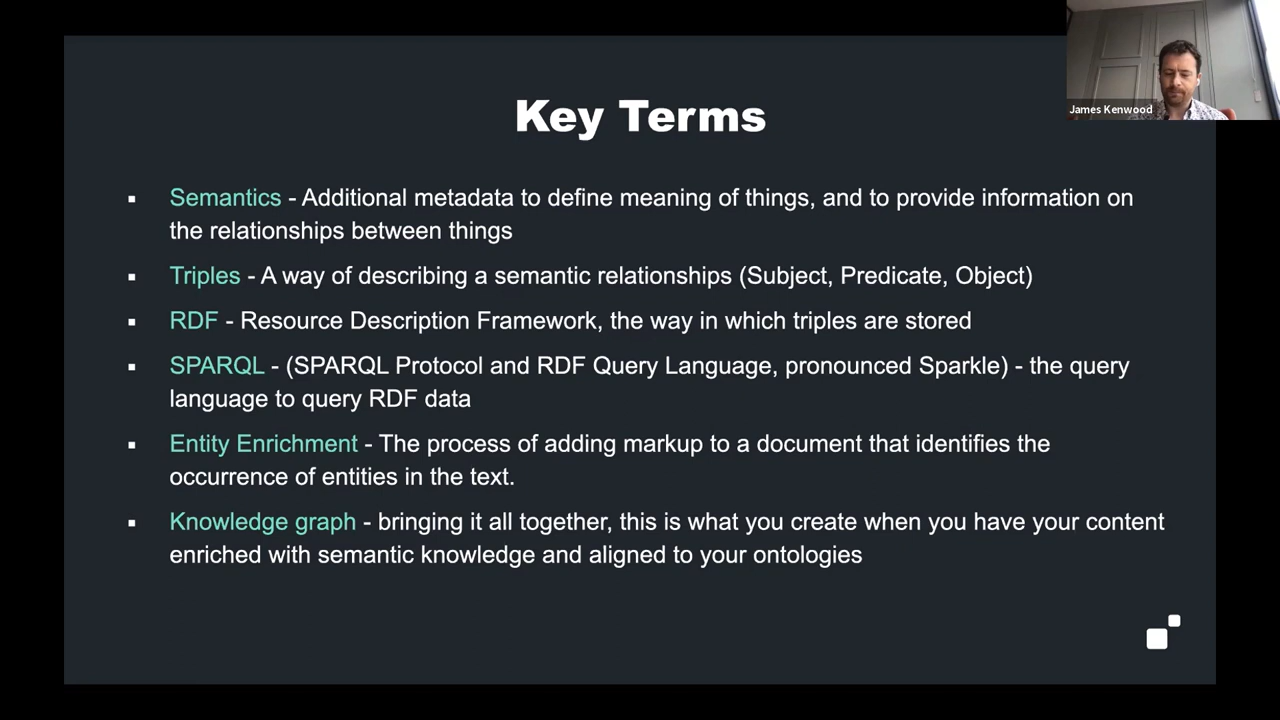 James Kenwood
Key Terms
Semantics - Additional metadata to define meaning of things, and to provide information on
the relationships between things
Triples - A way of describing a semantic relationships (Subject, Predicate, Object)
RDF - Resource Description Framework, the way in which triples are stored
SPARQL - (SPARQL Protocol and RDF Query Language, pronounced Sparkle) - the query
language to query RDF data
Entity Enrichment - The process of adding markup to a document that identifies the
occurrence of entities in the text.
Knowledge graph - bringing it all together, this is what you create when you have your content
enriched with semantic knowledge and aligned to your ontologies